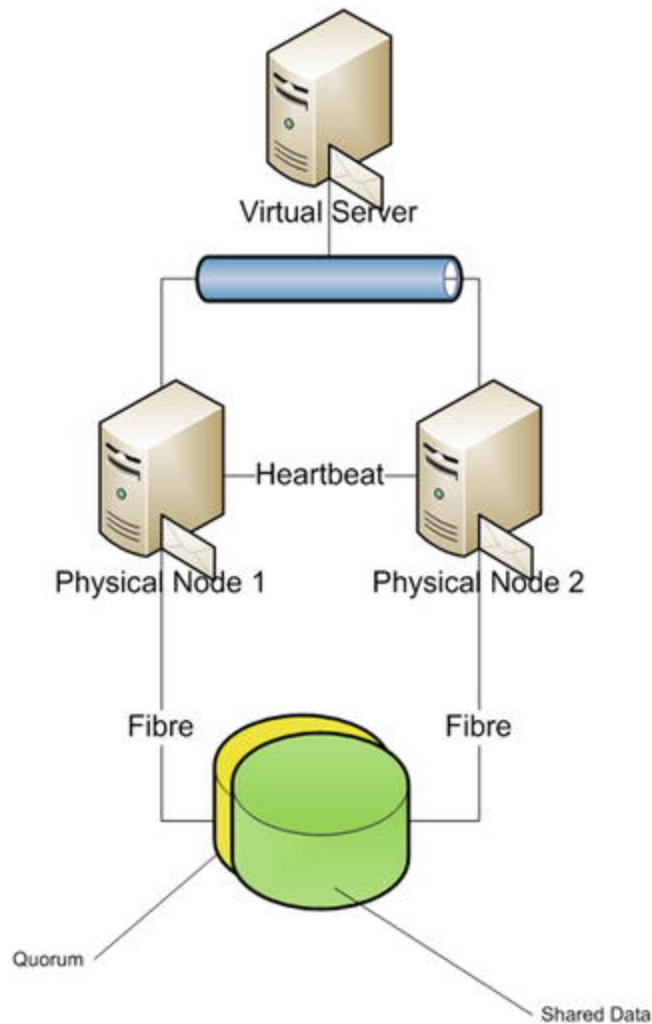 Virtual Server
Heartbeat
Physical Node 1
Physical Node 2
Fibre
Fibre
Quorum
Shared Data